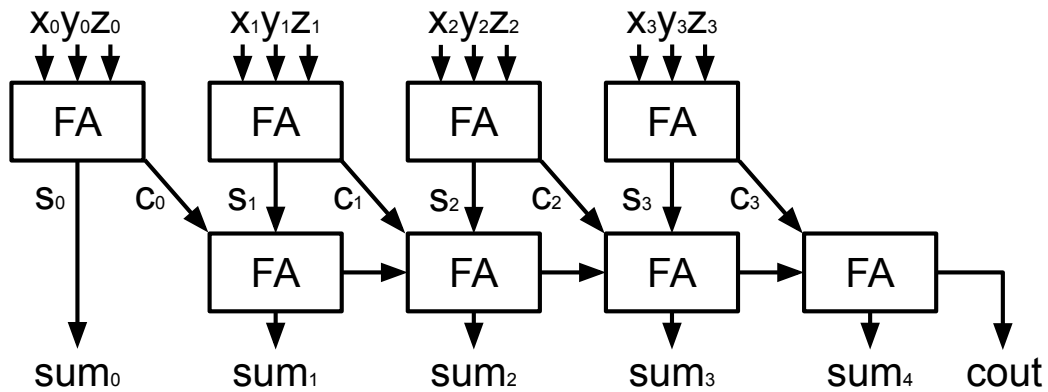 x₀y₀z₀ x₁y₁z₁ x₂y₂z₂ x₃y₃z₃
FA FA FA FA
s₀ c₀ s₁ c₁ s₂ c₂ s₃ c₃
FA FA FA FA
sum₀ sum₁ sum₂ sum₃ sum₄ cout